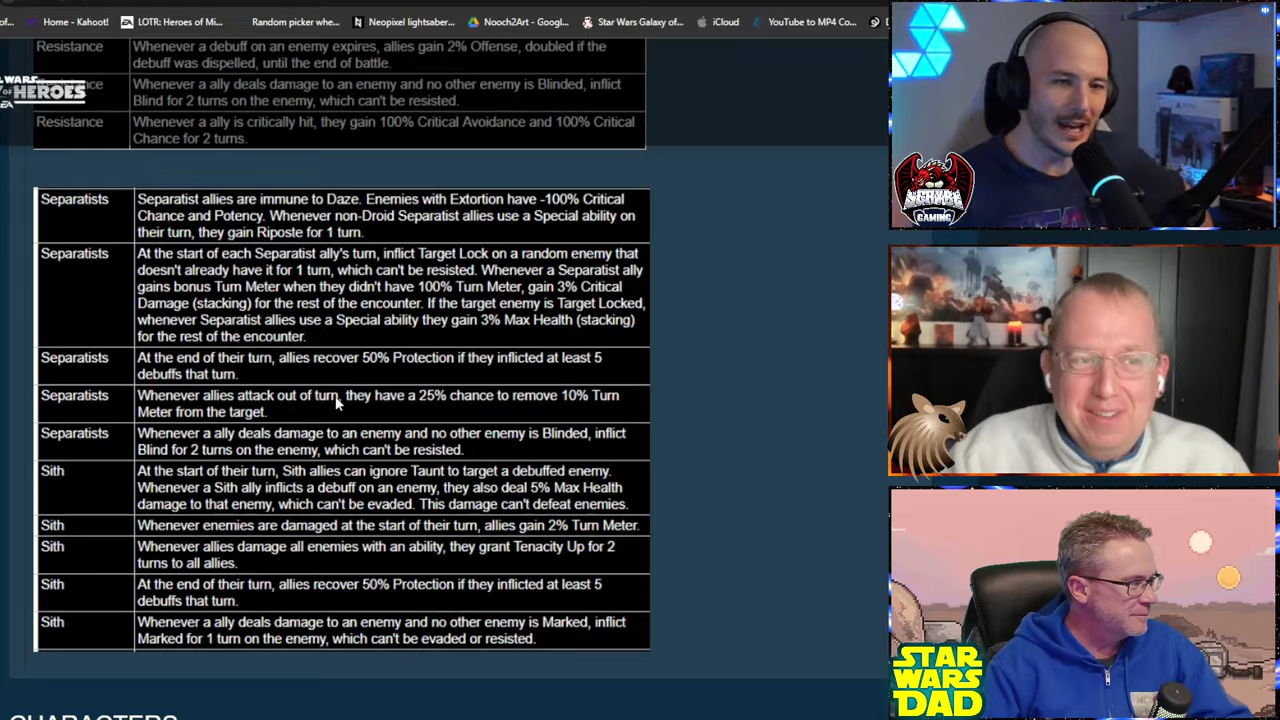 of...
Home - Kahoot!
LOTR: Heroes of Mi...
Random picker whe...
Neopixel lightsaber...
Nooch2Art - Googl...
Star Wars Galaxy of...
iCloud
YouTube to MP4 Co...
Resistance
Whenever a debuff on an enemy expires, allies gain 2% Offense, doubled if the
debuff was dispelled, until the end of battle.
STAR WARS
OF HEROES
EA
Whenever a ally deals damage to an enemy and no other enemy is Blinded, inflict
Blind for 2 turns on the enemy, which can't be resisted.
Resistance
Whenever a ally is critically hit, they gain 100% Critical Avoidance and 100% Critical
Chance for 2 turns.
Separatists
Separatist allies are immune to Daze. Enemies with Extortion have -100% Critical
Chance and Potency. Whenever non-Droid Separatist allies use a Special ability on
their turn, they gain Riposte for 1 turn.
Separatists
At the start of each Separatist ally's turn, inflict Target Lock on a random enemy that
doesn't already have it for 1 turn, which can't be resisted. Whenever a Separatist ally
gains bonus Turn Meter when they didn't have 100% Turn Meter, gain 3% Critical
Damage (stacking) for the rest of the encounter. If the target enemy is Target Locked,
whenever Separatist allies use a Special ability they gain 3% Max Health (stacking)
for the rest of the encounter.
Separatists
At the end of their turn, allies recover 50% Protection if they inflicted at least 5
debuffs that turn.
Separatists
Whenever allies attack out of turn, they have a 25% chance to remove 10% Turn
Meter from the target.
Separatists
Whenever a ally deals damage to an enemy and no other enemy is Blinded, inflict
Blind for 2 turns on the enemy, which can't be resisted.
Sith
At the start of their turn, Sith allies can ignore Taunt to target a debuffed enemy.
Whenever a Sith ally inflicts a debuff on an enemy, they also deal 5% Max Health
damage to that enemy, which can't be evaded. This damage can't defeat enemies.
Sith
Whenever enemies are damaged at the start of their turn, allies gain 2% Turn Meter.
Sith
Whenever allies damage all enemies with an ability, they grant Tenacity Up for 2
turns to all allies.
Sith
At the end of their turn, allies recover 50% Protection if they inflicted at least 5
debuffs that turn.
Sith
Whenever a ally deals damage to an enemy and no other enemy is Marked, inflict
Marked for 1 turn on the enemy, which can't be evaded or resisted.
CHARACTERS
GAMING
STAR
WARS
DAD